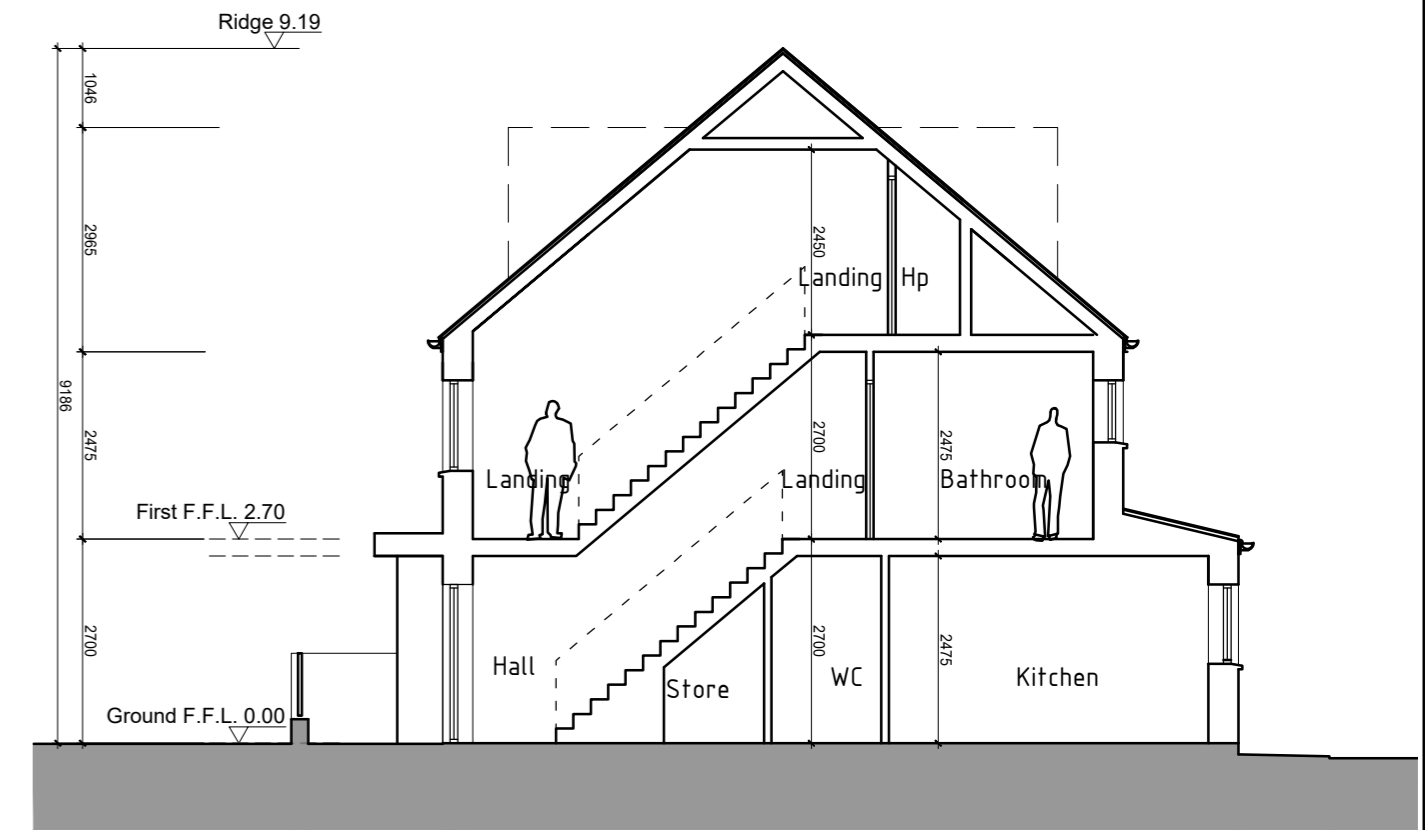 Ridge 9.19
1046
2965
2450
Landing Hp
9186
2475
2700
2475
Landing
Landing
Bathroom
First F.F.L. 2.70
2700
2700
2475
Hall
Store
WC
Kitchen
Ground F.F.L. 0.00